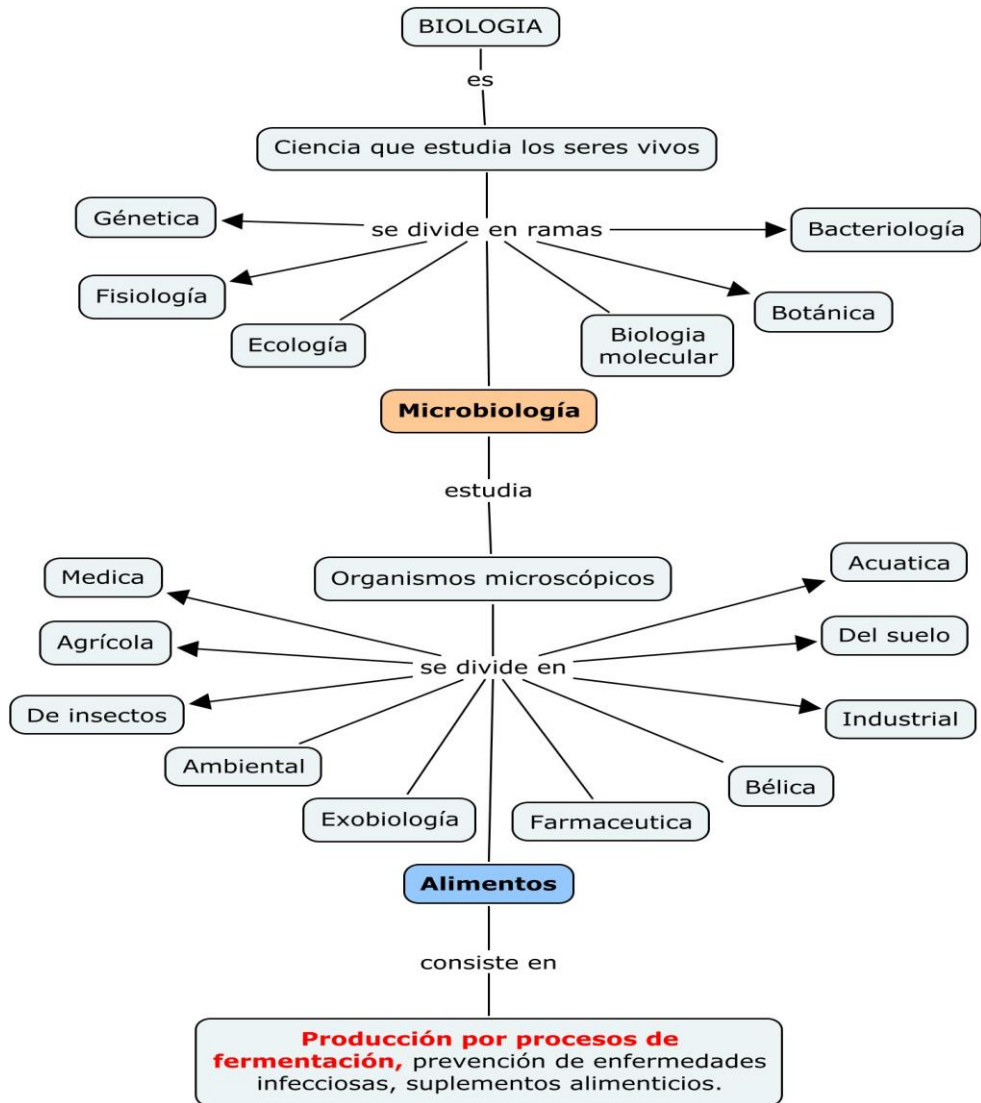 BIOLOGIA
es
Ciencia que estudia los seres vivos
Génetica
se divide en ramas
Bacteriología
Fisiología
Botánica
Ecología
Biologia
molecular
Microbiología
estudia
Organismos microscópicos
Medica
Acuatica
Agrícola
Del suelo
se divide en
De insectos
Industrial
Ambiental
Bélica
Exobiología
Farmaceutica
Alimentos
consiste en
Producción por procesos de
fermentación, prevención de enfermedades
infecciosas, suplementos alimenticios.